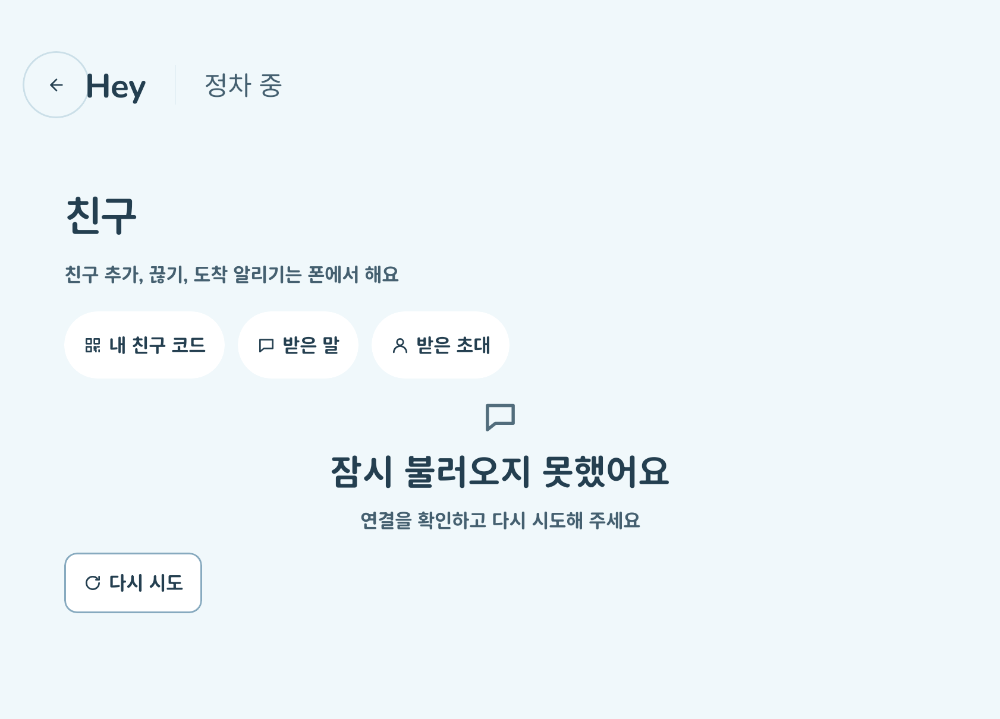 Hey 정차 중
친구
친구 추가, 끊기, 도착 알리기는 폰에서 해요
내 친구 코드 받은 말 받은 초대
잠시 불러오지 못했어요
연결을 확인하고 다시 시도해 주세요
다시 시도